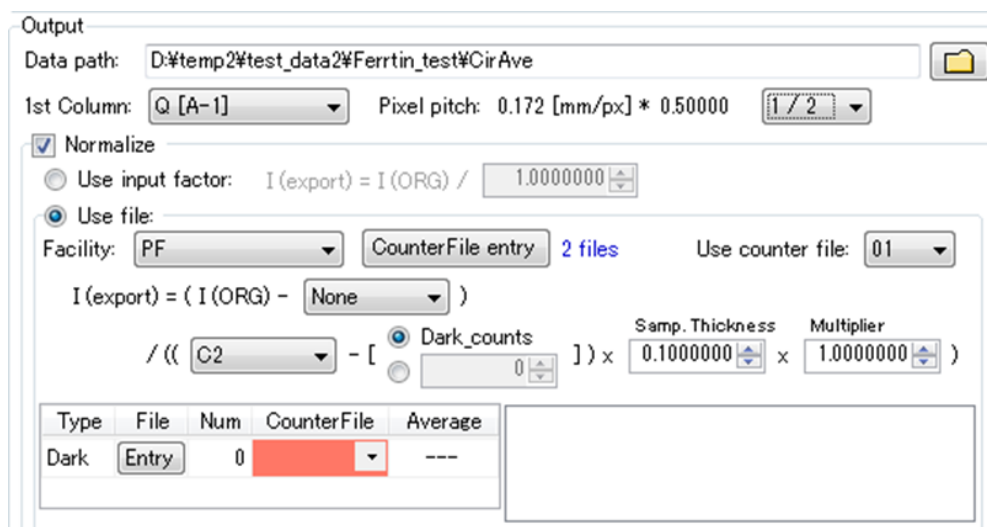 Output
Data path: D:¥temp2¥test_data2¥Ferrtin_test¥CirAve
1st Column: Q [A-1] Pixel pitch: 0.172 [mm/px] * 0.50000 1 / 2
Normalize
Use input factor: I(export) = I(ORG) / 1.0000000
Use file:
Facility: PF CounterFile entry 2 files Use counter file: 01
I(export) = ( I(ORG) - None )
Samp. Thickness Multiplier
/ (( C2 - [ Dark_counts 0 ] ) x 0.1000000 x 1.0000000 )
Type File Num CounterFile Average
Dark Entry 0 ---